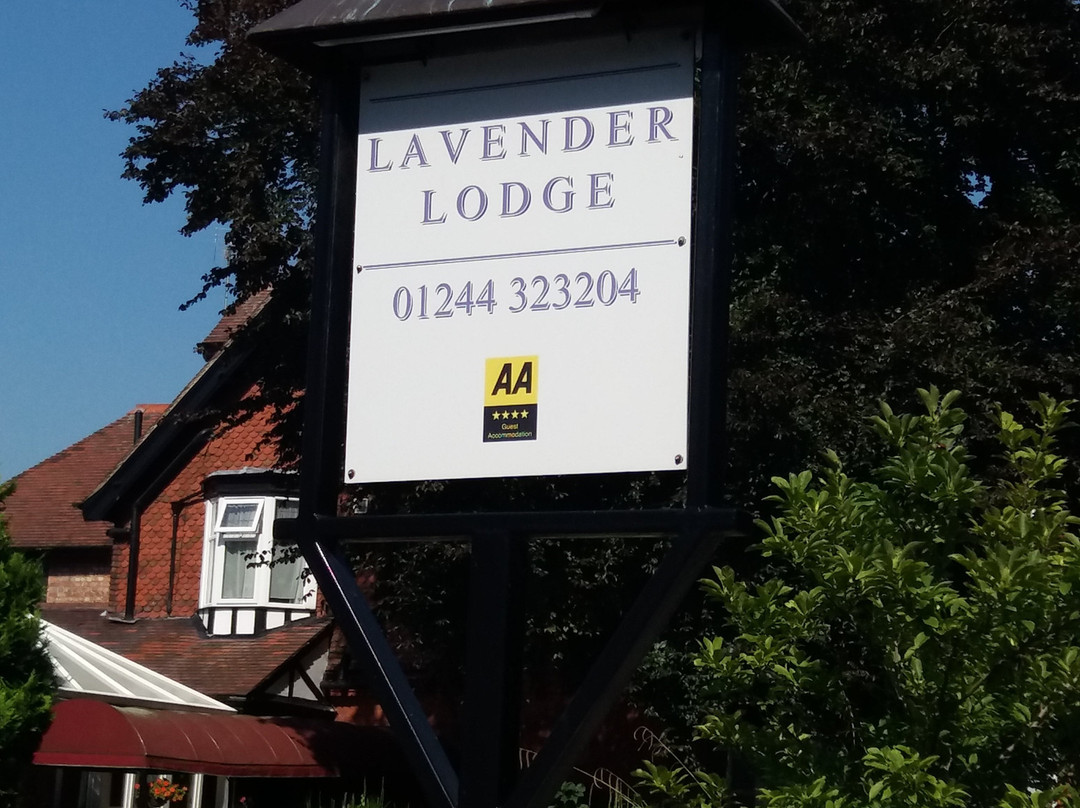 LAVENDER
LODGE
01244 323204
AA
★★★★
Guest
Accommodation